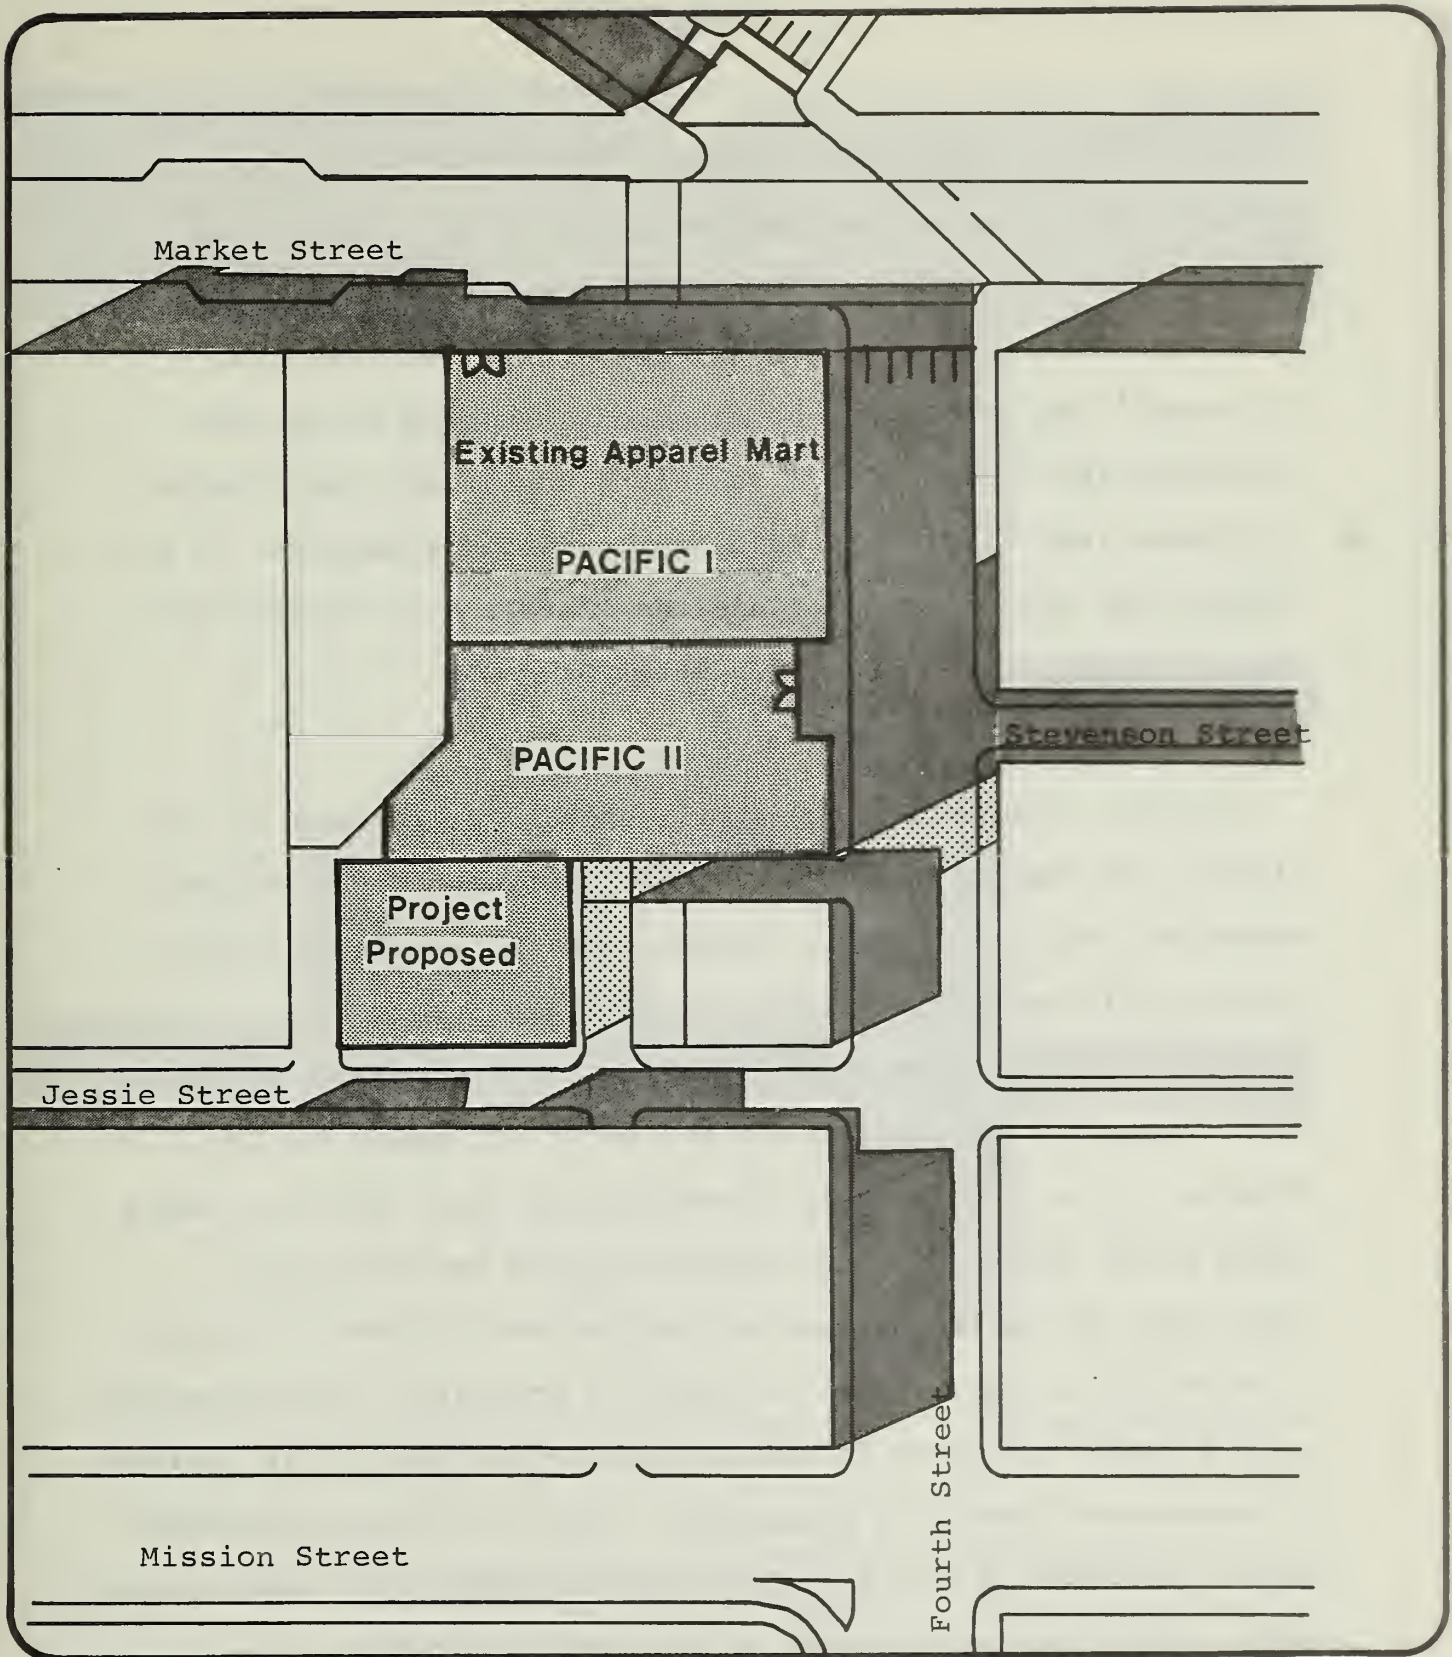 Market Street
Existing Apparel Mart
PACIFIC I
Stevenson Street
PACIFIC II
Project
Proposed
Jessie Street
Fourth Street
Mission Street